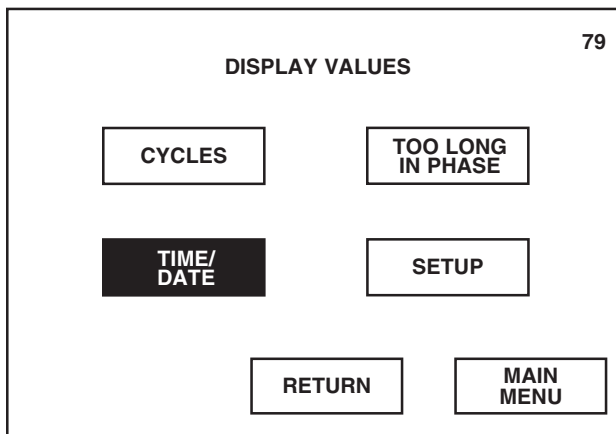 79
DISPLAY VALUES
CYCLES
TOO LONG
IN PHASE
TIME/
DATE
SETUP
RETURN
MAIN
MENU